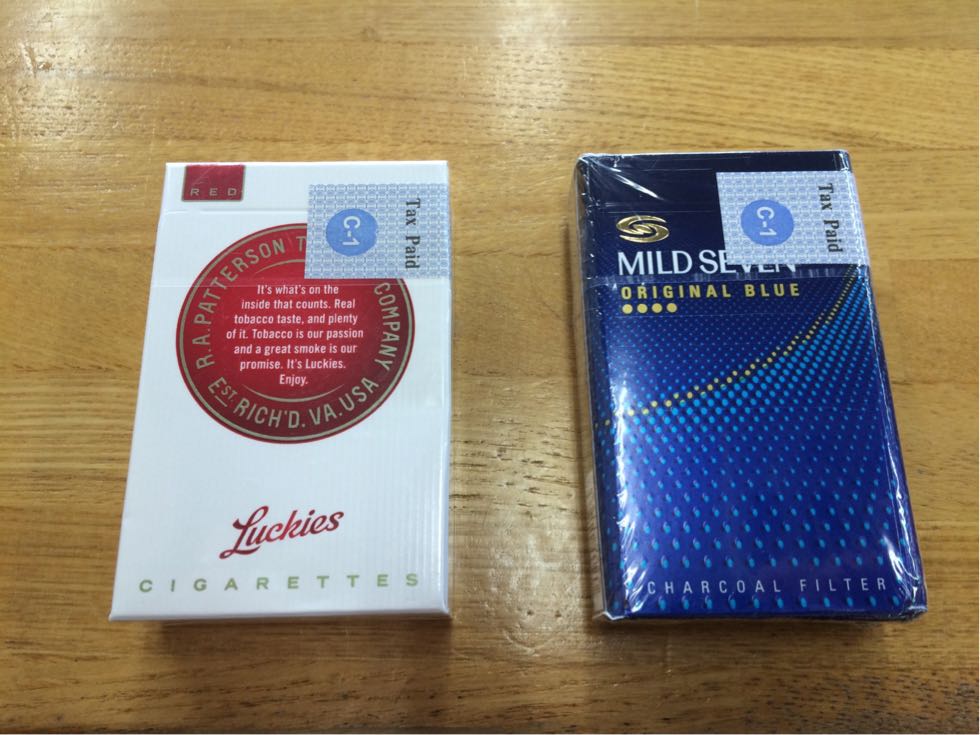 RED
Tax Paid
C-1
R.A. PATTERSON T
COMPANY
It's what's on the
inside that counts. Real
tobacco taste, and plenty
of it. Tobacco is our passion
and a great smoke is our
promise. It's Luckies.
Enjoy.
EST. RICH'D. VA. USA
Luckies
CIGARETTES
Tax Paid
C-1
MILD SEVEN
ORIGINAL BLUE
CHARCOAL FILTER